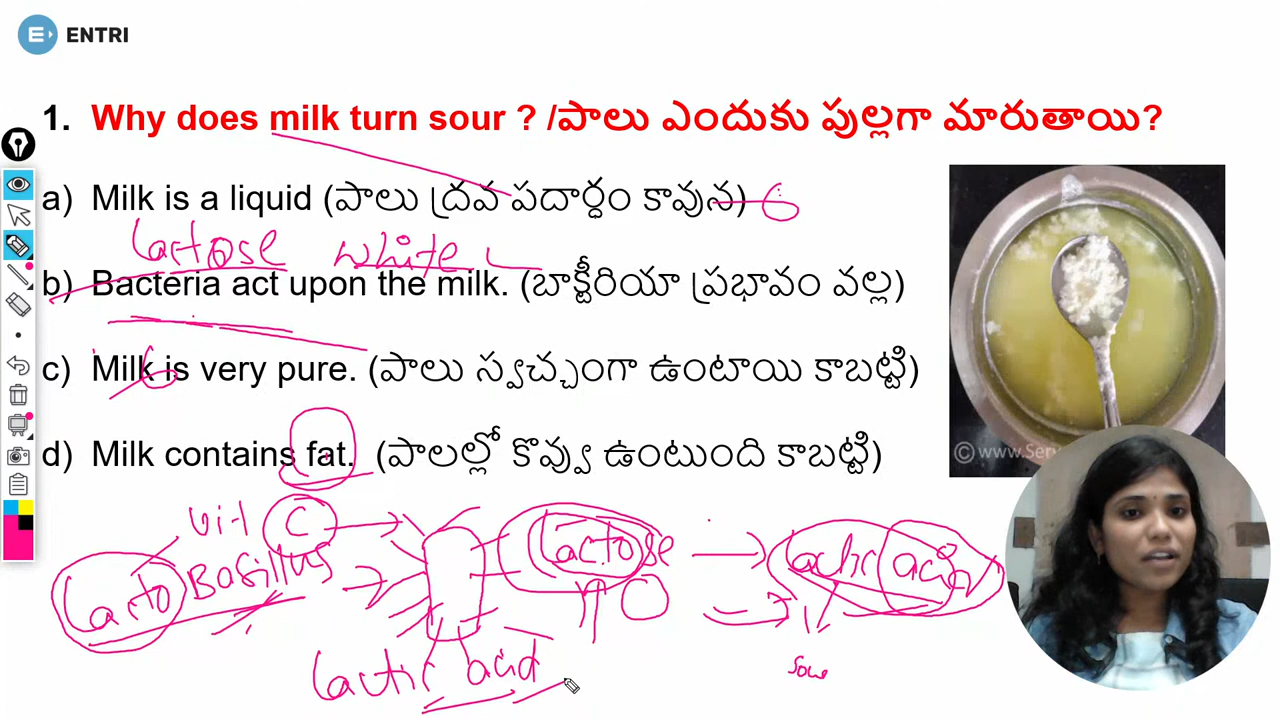 ENTRI
1. Why does milk turn sour ? /పాలు ఎందుకు పుల్లగా మారుతాయి?
a) Milk is a liquid (పాలు ద్రవ పదార్ధం కావున)
lactose white
b) Bacteria act upon the milk. (బాక్టీరియా ప్రభావం వల్ల)
c) Milk is very pure. (పాలు స్వచ్ఛంగా ఉంటాయి కాబట్టి)
d) Milk contains fat. (పాలల్లో కొవ్వు ఉంటుంది కాబట్టి)
© www.Serv
vit C
Lacto Basillus
Lactose
Lactic acid
Lactic acid